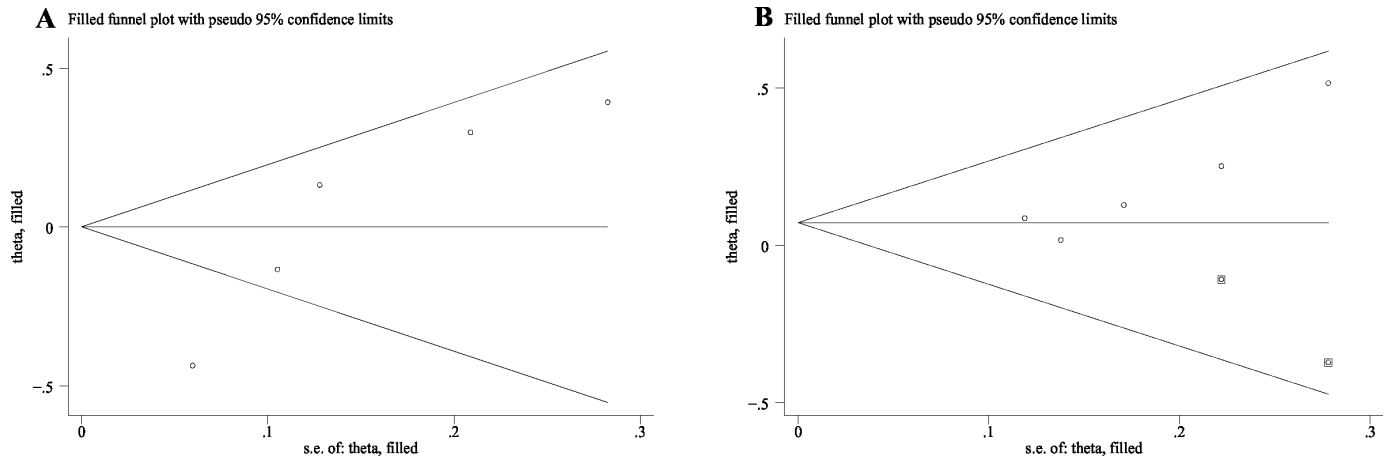 A Filled funnel plot with pseudo 95% confidence limits
.5
0
−.5
theta, filled
0 .1 .2 .3
s.e. of: theta, filled
B Filled funnel plot with pseudo 95% confidence limits
.5
0
−.5
theta, filled
0 .1 .2 .3
s.e. of: theta, filled